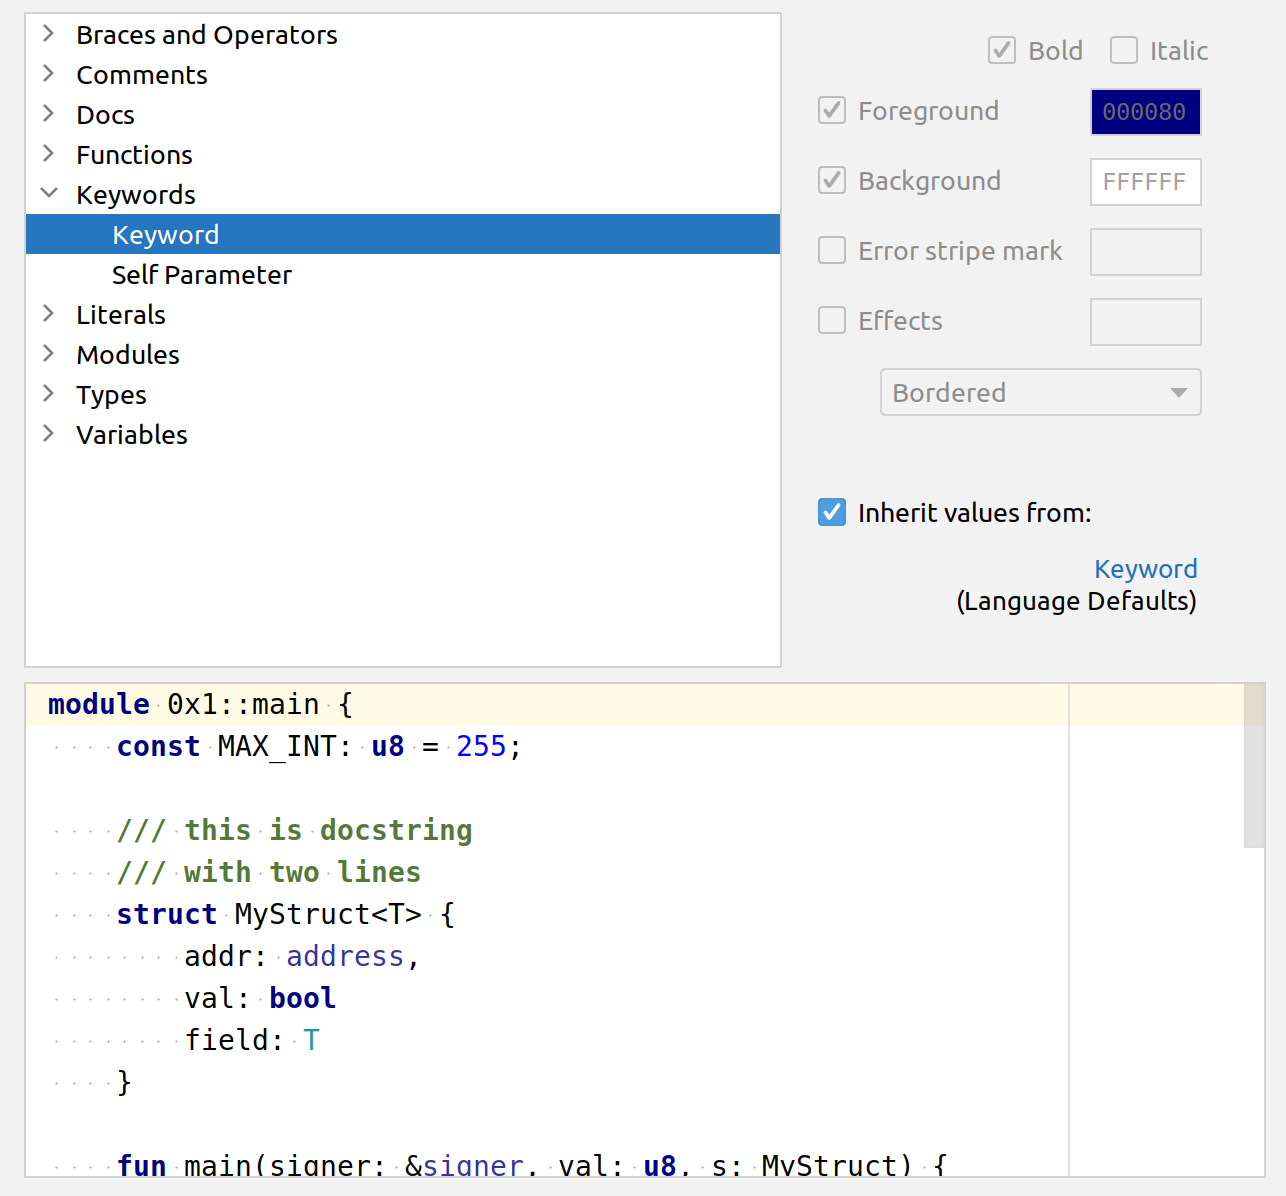 Braces and Operators
Comments
Docs
Functions
Keywords
Keyword
Self Parameter
Literals
Modules
Types
Variables
Bold Italic
Foreground 000080
Background FFFFFF
Error stripe mark
Effects
Bordered
Inherit values from:
Keyword
(Language Defaults)
module 0x1::main {
    const MAX_INT: u8 = 255;
    /// this is docstring
    /// with two lines
    struct MyStruct<T> {
        addr: address,
        val: bool
        field: T
    }
    fun main(signer: &signer, val: u8, s: MyStruct) {